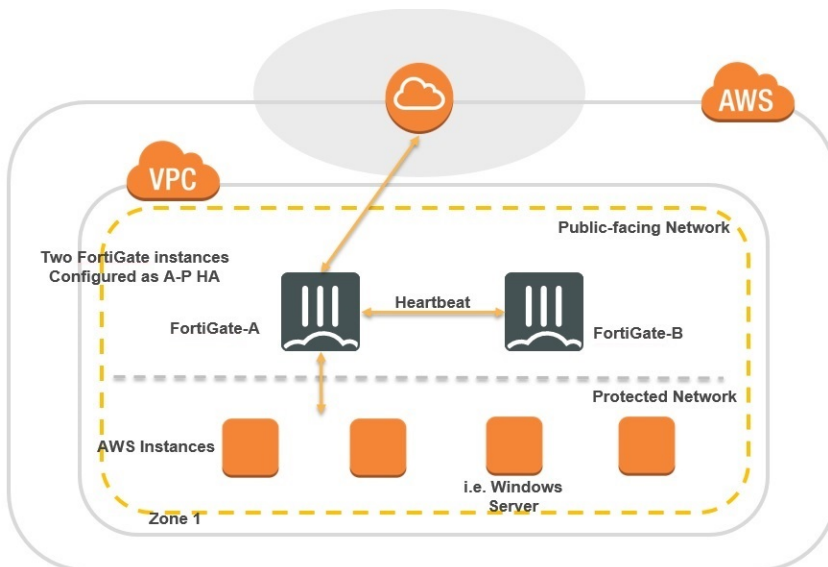 AWS
VPC
Public-facing Network
Two FortiGate instances
Configured as A-P HA
Heartbeat
FortiGate-A
FortiGate-B
Protected Network
AWS Instances
i.e. Windows
Server
Zone 1